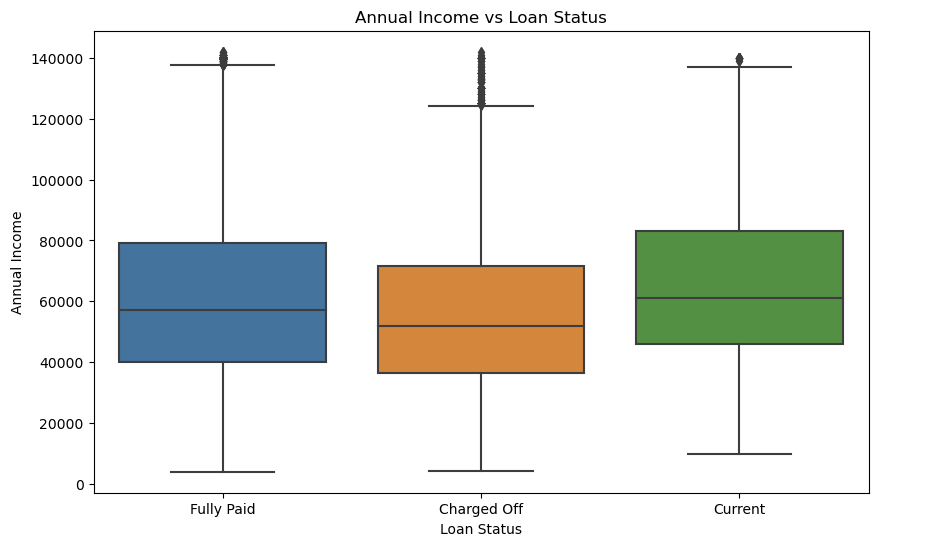 Annual Income vs Loan Status
Annual Income
140000
120000
100000
80000
60000
40000
20000
0
Fully Paid
Charged Off
Current
Loan Status